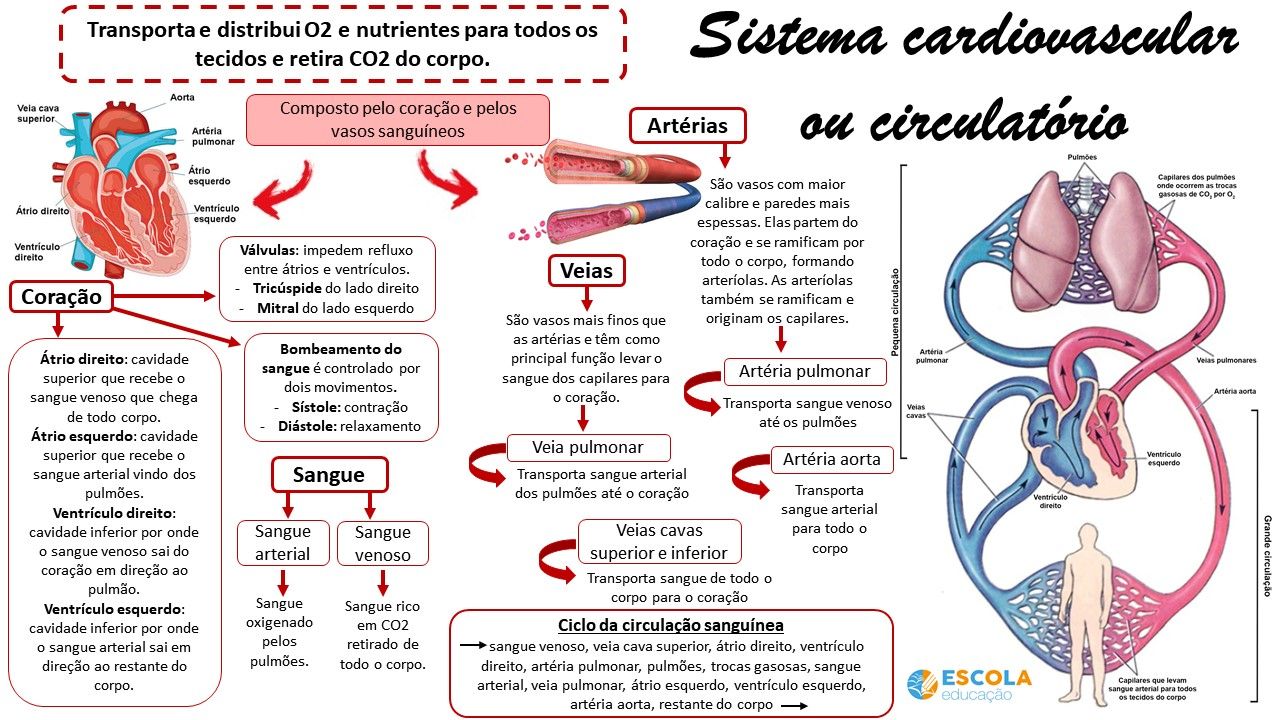 Transporta e distribui O2 e nutrientes para todos os
tecidos e retira CO2 do corpo.
Sistema cardiovascular
ou circulatório
Composto pelo coração e pelos
vasos sanguíneos
Aorta
Veia cava
superior
Artéria
pulmonar
Átrio
esquerdo
Átrio direito
Ventrículo
esquerdo
Ventrículo
direito
Coração
Válvulas: impedem refluxo
entre átrios e ventrículos.
- Tricúspide do lado direito
- Mitral do lado esquerdo
Bombeamento do
sangue é controlado por
dois movimentos.
- Sístole: contração
- Diástole: relaxamento
Átrio direito: cavidade
superior que recebe o
sangue venoso que chega
de todo corpo.
Átrio esquerdo: cavidade
superior que recebe o
sangue arterial vindo dos
pulmões.
Ventrículo direito:
cavidade inferior por onde
o sangue venoso sai do
coração em direção ao
pulmão.
Ventrículo esquerdo:
cavidade inferior por onde
o sangue arterial sai em
direção ao restante do
corpo.
Sangue
Sangue
arterial
Sangue
venoso
Sangue
oxigenado
pelos
pulmões.
Sangue rico
em CO2
retirado de
todo o corpo.
Artérias
São vasos com maior
calibre e paredes mais
espessas. Elas partem do
coração e se ramificam por
todo o corpo, formando
arteríolas. As arteríolas
também se ramificam e
originam os capilares.
Artéria pulmonar
Transporta sangue venoso
até os pulmões
Artéria aorta
Transporta
sangue arterial
para todo o
corpo
Veias
São vasos mais finos que
as artérias e têm como
principal função levar o
sangue dos capilares para
o coração.
Veia pulmonar
Transporta sangue arterial
dos pulmões até o coração
Veias cavas
superior e inferior
Transporta sangue de todo o
corpo para o coração
Ciclo da circulação sanguínea
sangue venoso, veia cava superior, átrio direito, ventrículo
direito, artéria pulmonar, pulmões, trocas gasosas, sangue
arterial, veia pulmonar, átrio esquerdo, ventrículo esquerdo,
artéria aorta, restante do corpo
Pulmões
Capilares dos pulmões
onde ocorrem as trocas
gasosas de CO2 por O2
Pequena circulação
Artéria
pulmonar
Veias pulmonares
Artéria aorta
Veias
cavas
Ventrículo
esquerdo
Ventrículo
direito
Grande circulação
Capilares que levam
sangue arterial para todos
os tecidos do corpo
ESCOLA
educação